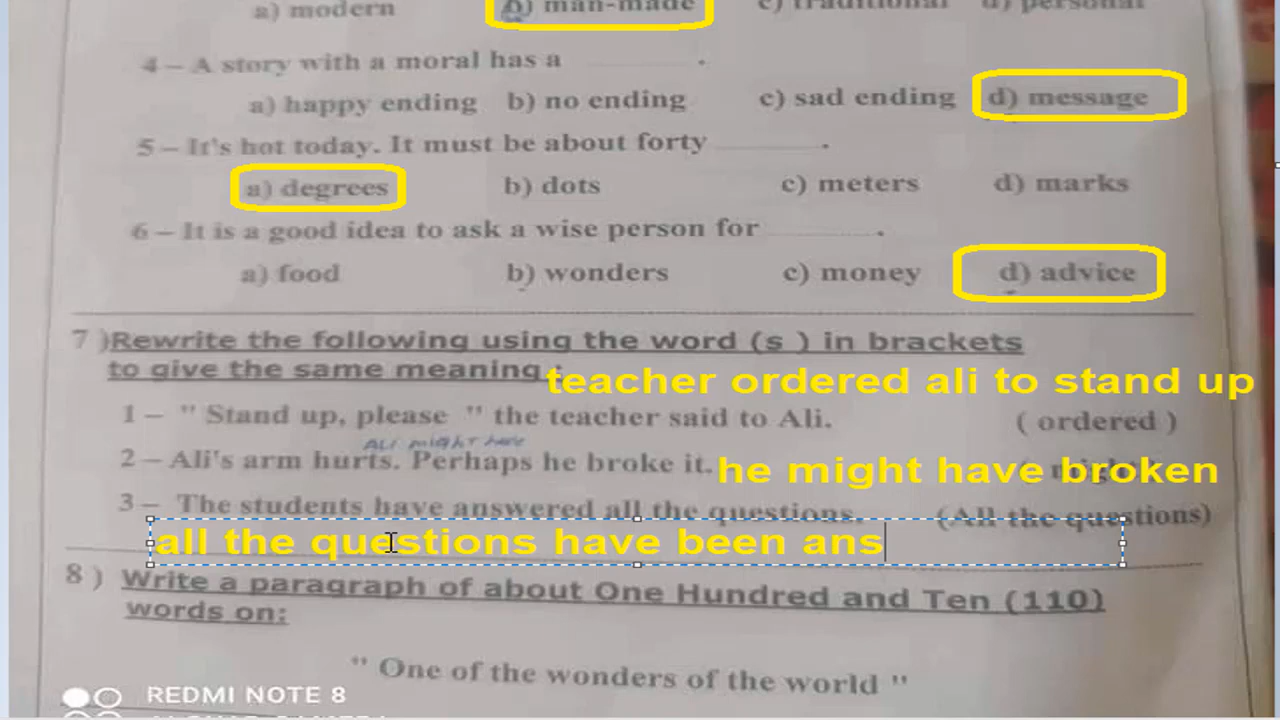 a) modern b) man-made c) traditional d) personal
4 – A story with a moral has a .......... .
a) happy ending b) no ending c) sad ending d) message
5 – It's hot today. It must be about forty .......... .
a) degrees b) dots c) meters d) marks
6 – It is a good idea to ask a wise person for .......... .
a) food b) wonders c) money d) advice
7 )Rewrite the following using the word (s ) in brackets
to give the same meaning :
teacher ordered ali to stand up
1 – " Stand up, please " the teacher said to Ali. ( ordered )
ALi might have
2 – Ali's arm hurts. Perhaps he broke it. ( might )
he might have broken
3 – The students have answered all the questions. (All the questions)
all the questions have been ans
8 ) Write a paragraph of about One Hundred and Ten (110)
words on:
" One of the wonders of the world "
REDMI NOTE 8